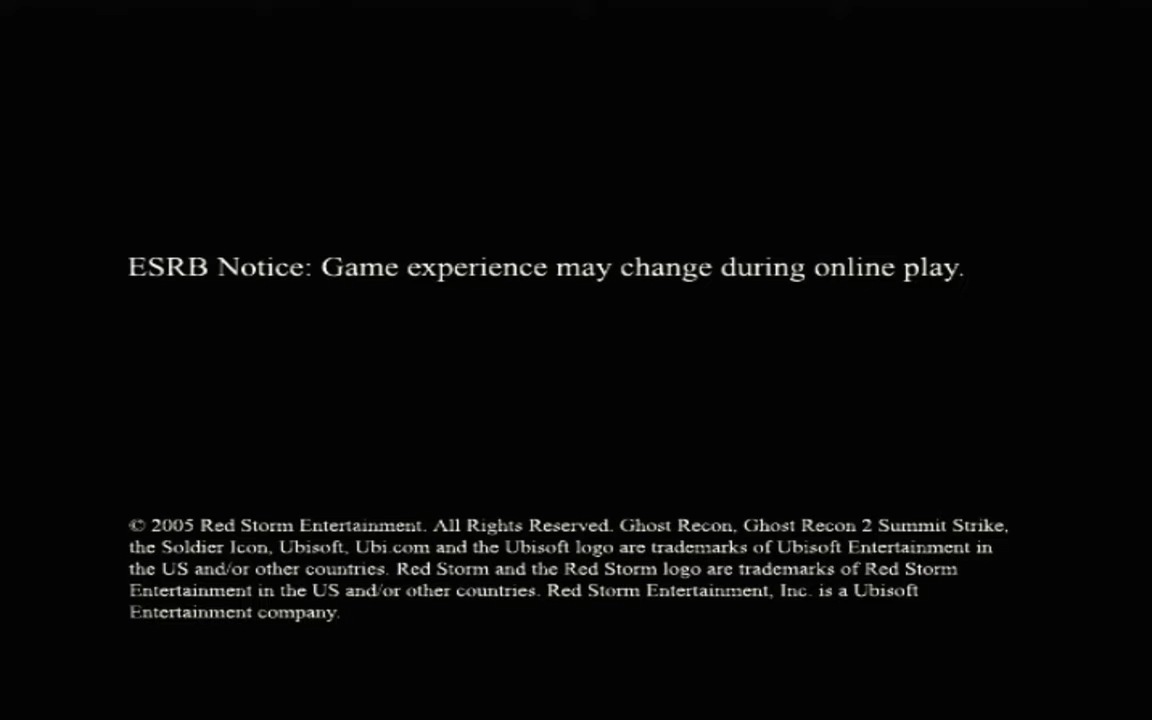 ESRB Notice: Game experience may change during online play.
© 2005 Red Storm Entertainment. All Rights Reserved. Ghost Recon, Ghost Recon 2 Summit Strike,
the Soldier Icon, Ubisoft, Ubi.com and the Ubisoft logo are trademarks of Ubisoft Entertainment in
the US and/or other countries. Red Storm and the Red Storm logo are trademarks of Red Storm
Entertainment in the US and/or other countries. Red Storm Entertainment, Inc. is a Ubisoft
Entertainment company.